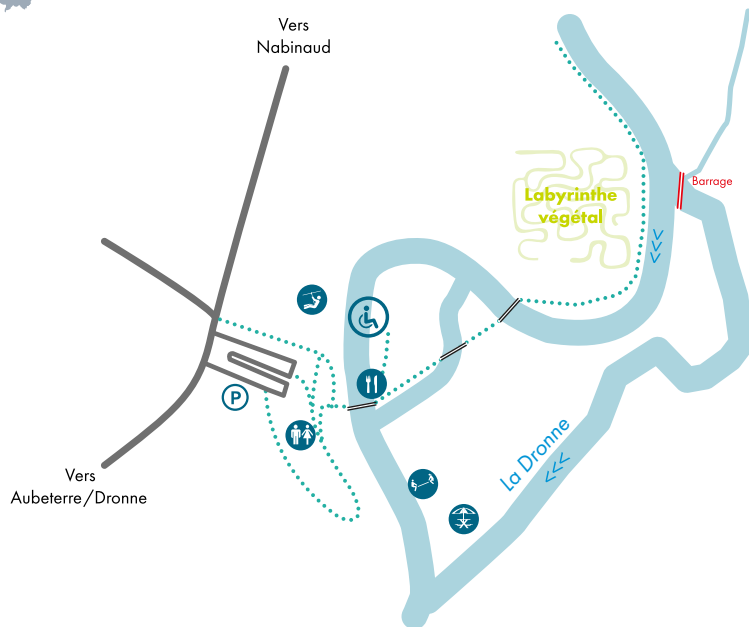 Vers
Nabinaud
Barrage
Labyrinthe
végétal
<<<
P
La Dronne
<<<
Vers
Aubeterre/Dronne